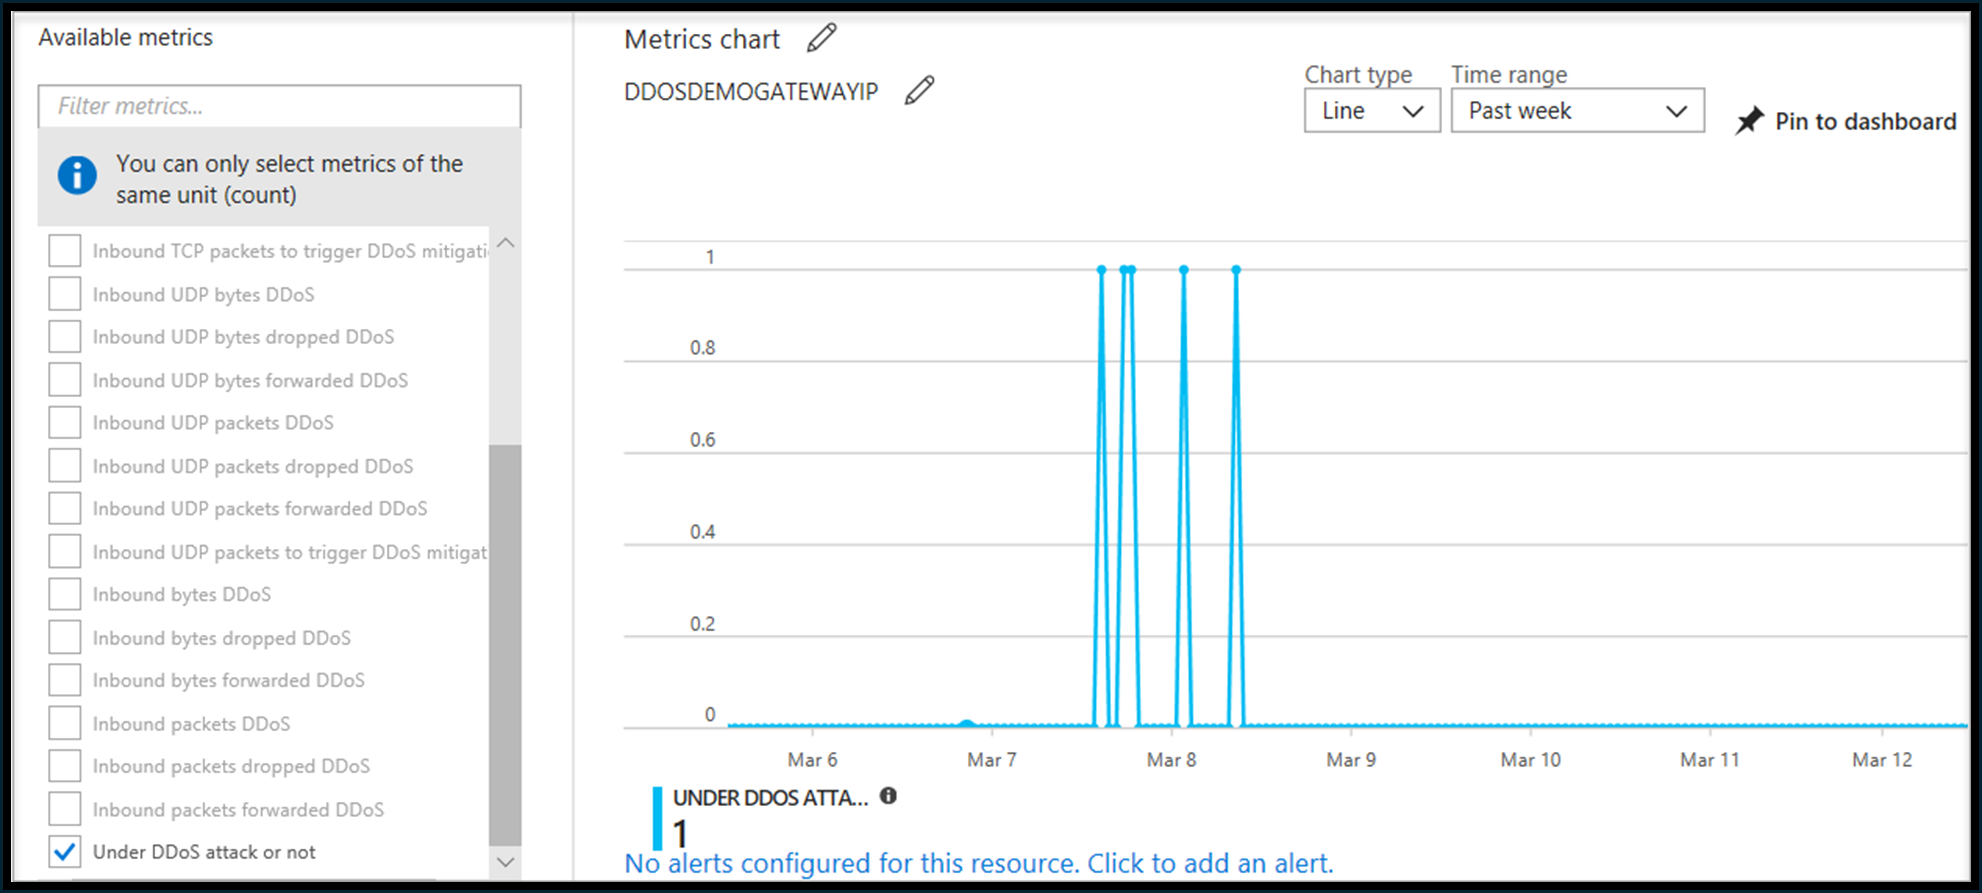 Available metrics
Filter metrics...
You can only select metrics of the
same unit (count)
Inbound TCP packets to trigger DDoS mitigati
Inbound UDP bytes DDoS
Inbound UDP bytes dropped DDoS
Inbound UDP bytes forwarded DDoS
Inbound UDP packets DDoS
Inbound UDP packets dropped DDoS
Inbound UDP packets forwarded DDoS
Inbound UDP packets to trigger DDoS mitigat
Inbound bytes DDoS
Inbound bytes dropped DDoS
Inbound bytes forwarded DDoS
Inbound packets DDoS
Inbound packets dropped DDoS
Inbound packets forwarded DDoS
Under DDoS attack or not
Metrics chart
DDOSDEMOGATEWAYIP
Chart type
Line
Time range
Past week
Pin to dashboard
1
0.8
0.6
0.4
0.2
0
Mar 6 Mar 7 Mar 8 Mar 9 Mar 10 Mar 11 Mar 12
UNDER DDOS ATTA...
1
No alerts configured for this resource. Click to add an alert.